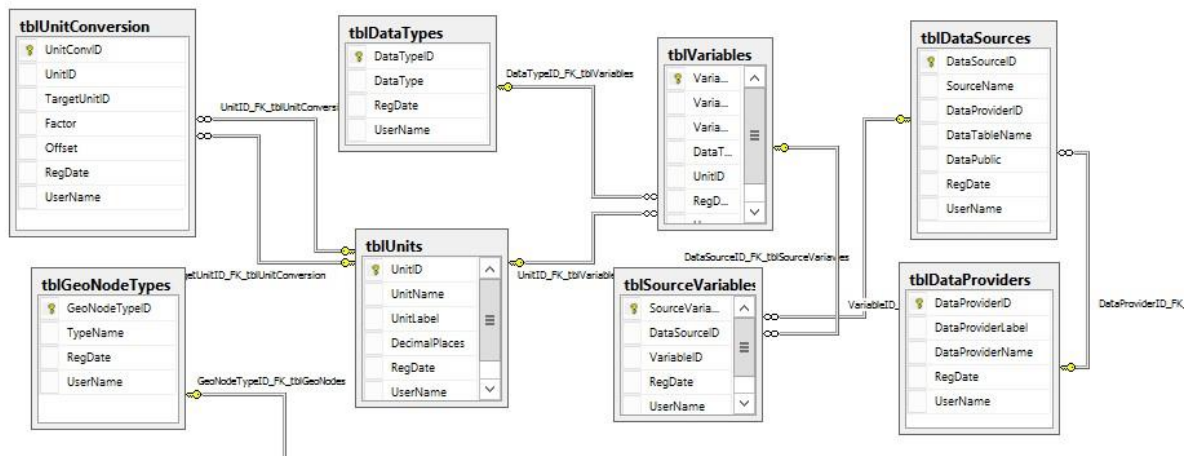 tblUnitConversion
UnitConvID
UnitID
TargetUnitID
Factor
Offset
RegDate
UserName
UnitID_FK_tblUnitConversion
tblDataTypes
DataTypeID
DataType
RegDate
UserName
DataTypeID_FK_tblVariables
tblVariables
Varia...
Varia...
Varia...
DataT...
UnitID
RegD...
tblDataSources
DataSourceID
SourceName
DataProviderID
DataTableName
DataPublic
RegDate
UserName
tblGeoNodeTypes
GeoNodeTypeID
TypeName
RegDate
UserName
getUnitID_FK_tblUnitConversion
GeoNodeTypeID_FK_tblGeoNodes
tblUnits
UnitID
UnitName
UnitLabel
DecimalPlaces
RegDate
UserName
UnitID_FK_tblVariable
DataSourceID_FK_tblSourceVariables
tblSourceVariables
SourceVaria...
DataSourceID
VariableID
RegDate
UserName
VariableID_
tblDataProviders
DataProviderID
DataProviderLabel
DataProviderName
RegDate
UserName
DataProviderID_FK_